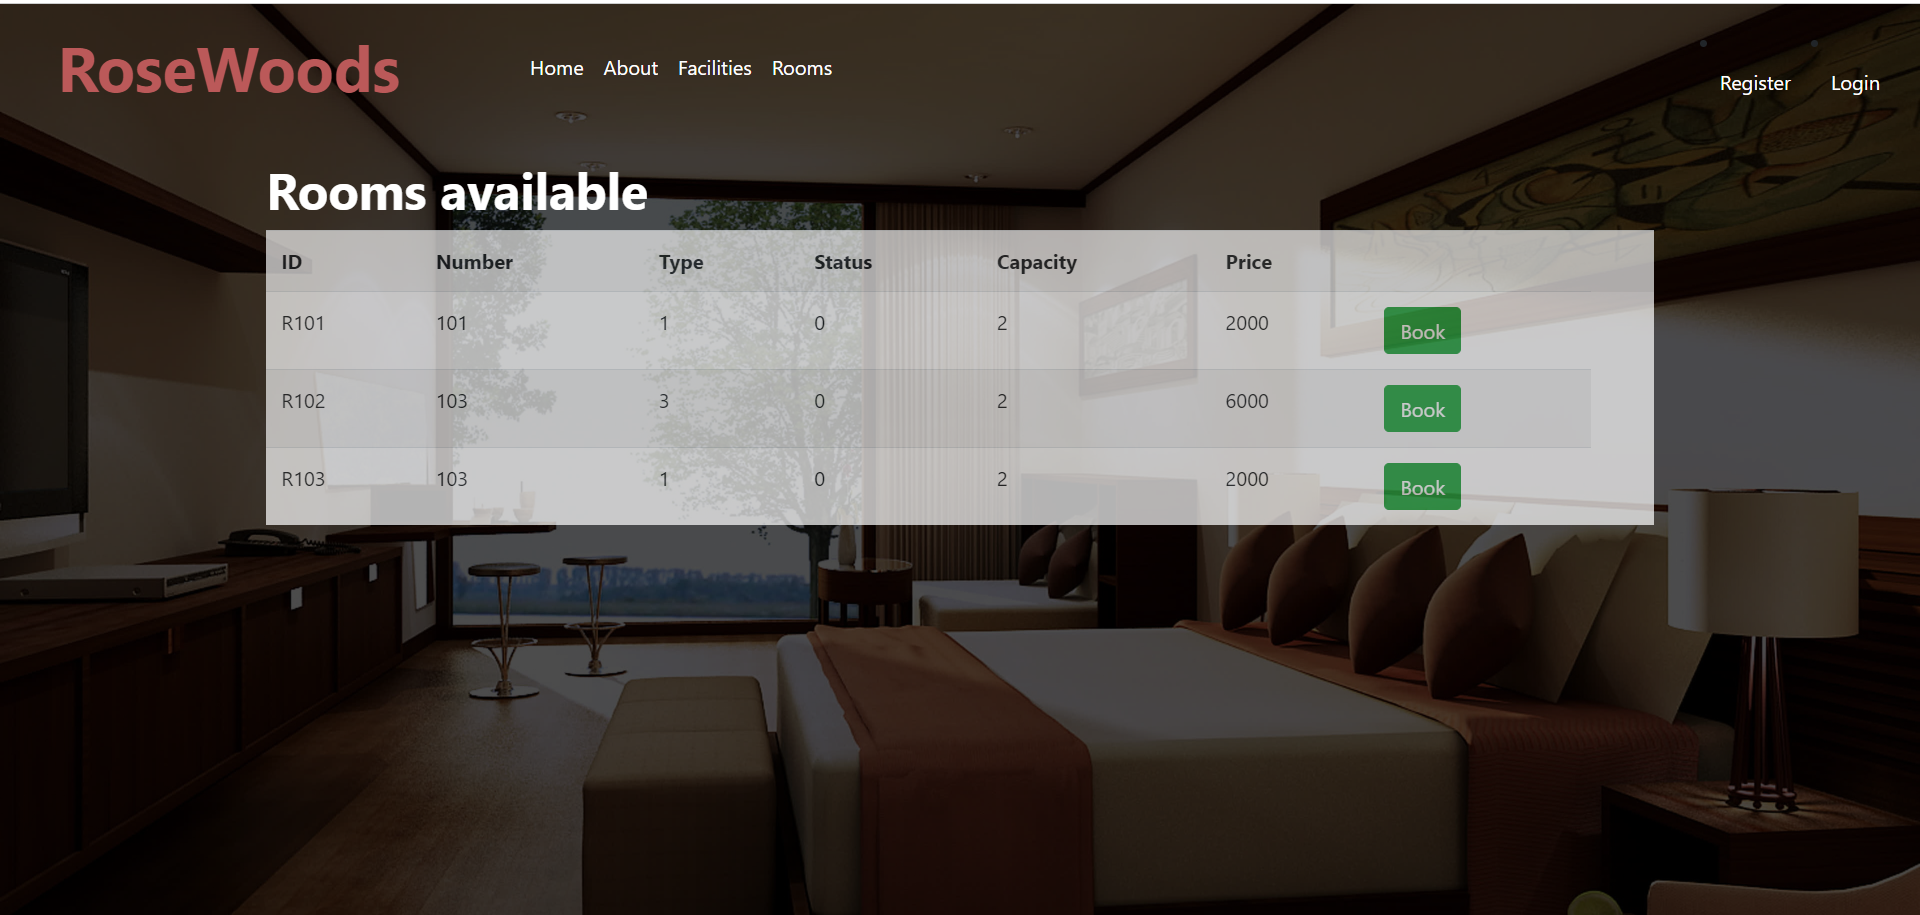 RoseWoods
Home About Facilities Rooms
Register Login
Rooms available
ID Number Type Status Capacity Price
R101 101 1 0 2 2000 Book
R102 103 3 0 2 6000 Book
R103 103 1 0 2 2000 Book